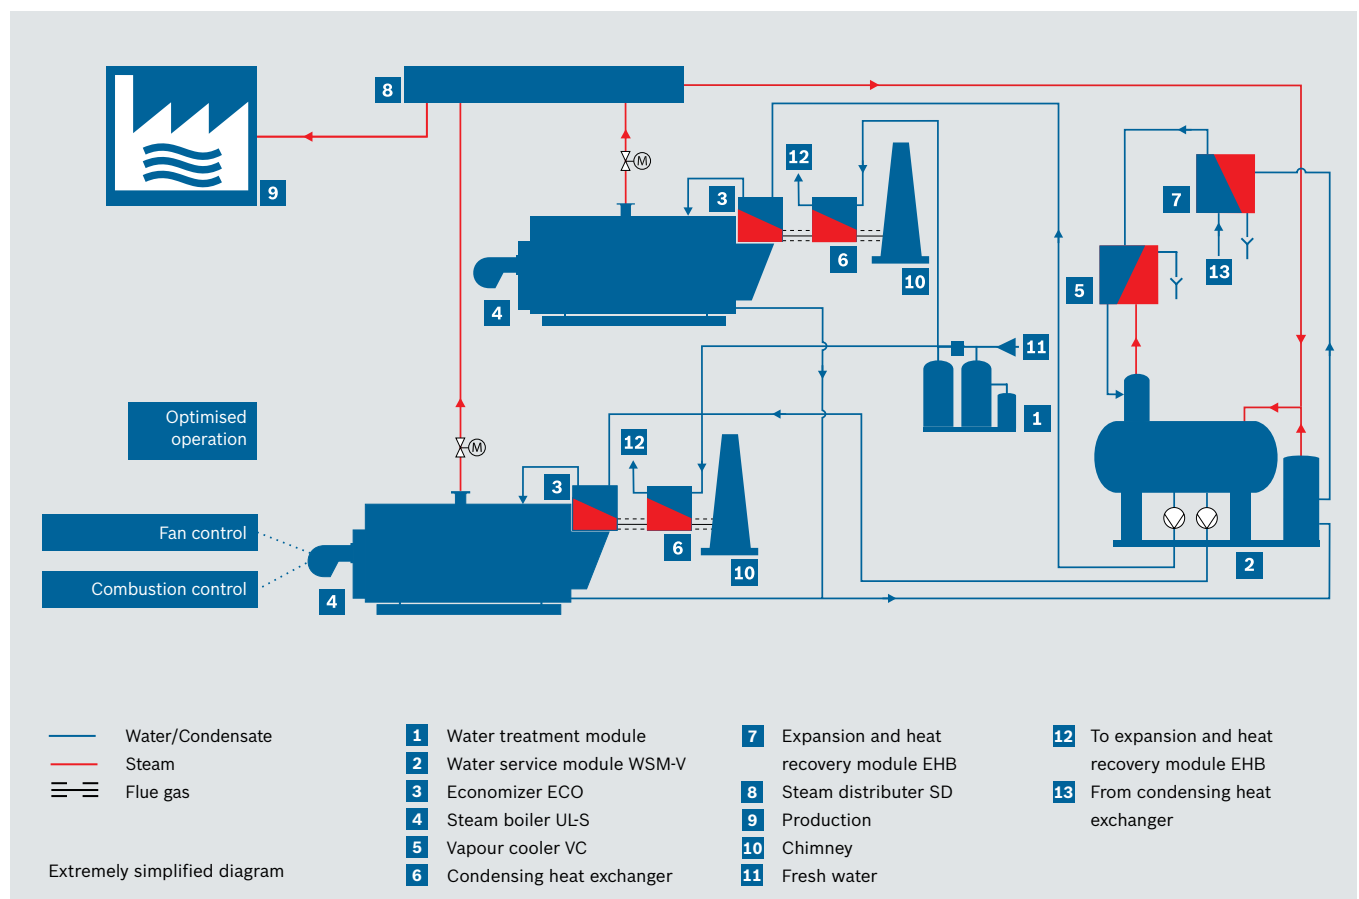 8
9
M
3
12
6
10
4
7
13
5
11
1
Optimised
operation
M
3
12
6
10
4
Fan control
Combustion control
2
Water/Condensate
Steam
Flue gas
Extremely simplified diagram
1 Water treatment module
2 Water service module WSM-V
3 Economizer ECO
4 Steam boiler UL-S
5 Vapour cooler VC
6 Condensing heat exchanger
7 Expansion and heat
recovery module EHB
8 Steam distributer SD
9 Production
10 Chimney
11 Fresh water
12 To expansion and heat
recovery module EHB
13 From condensing heat
exchanger